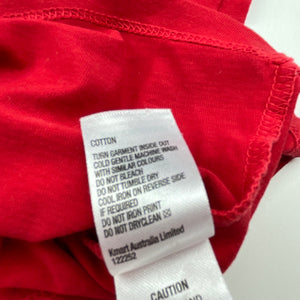 COTTON
TURN GARMENT INSIDE OUT
COLD GENTLE MACHINE WASH
WITH SIMILAR COLOURS
DO NOT BLEACH
DO NOT TUMBLE DRY
COOL IRON ON REVERSE SIDE
IF REQUIRED
DO NOT IRON PRINT
DO NOT DRYCLEAN
Kmart Australia Limited
122252
CAUTION